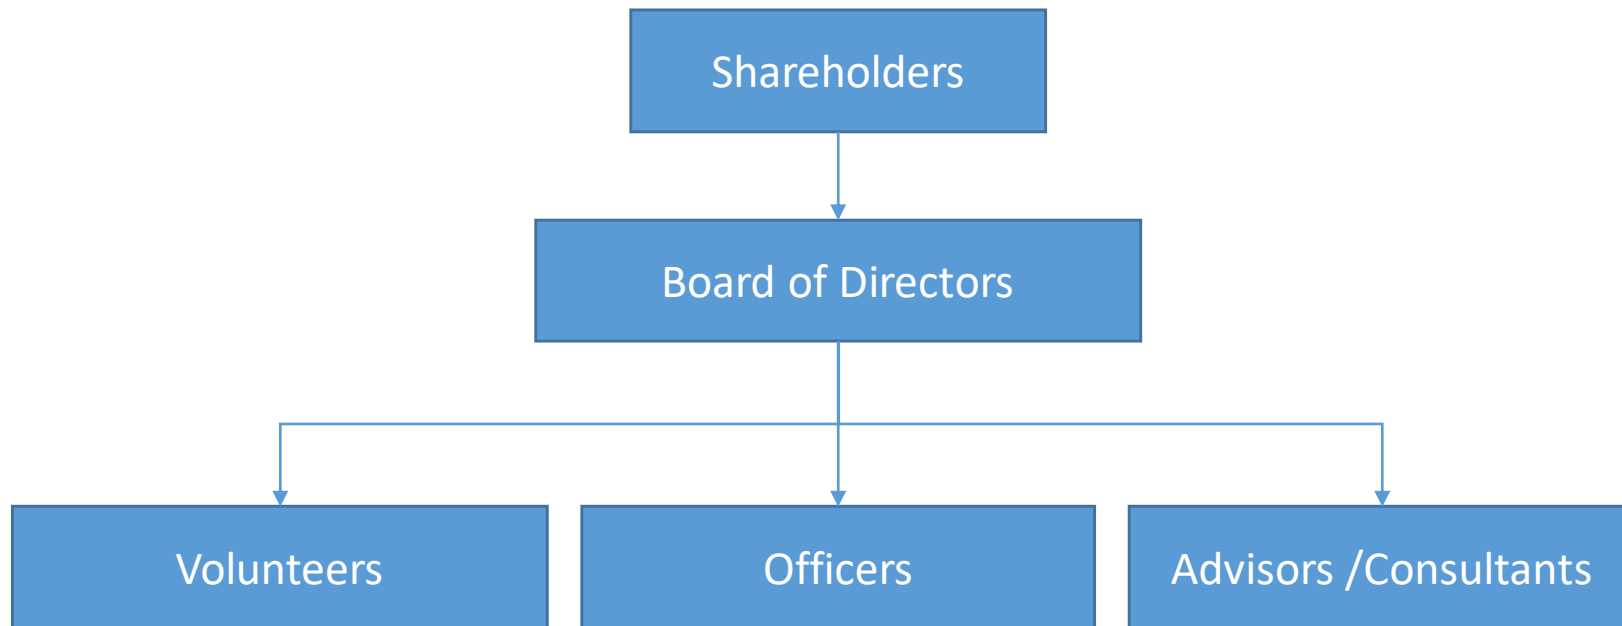 Shareholders
Board of Directors
Volunteers
Officers
Advisors /Consultants